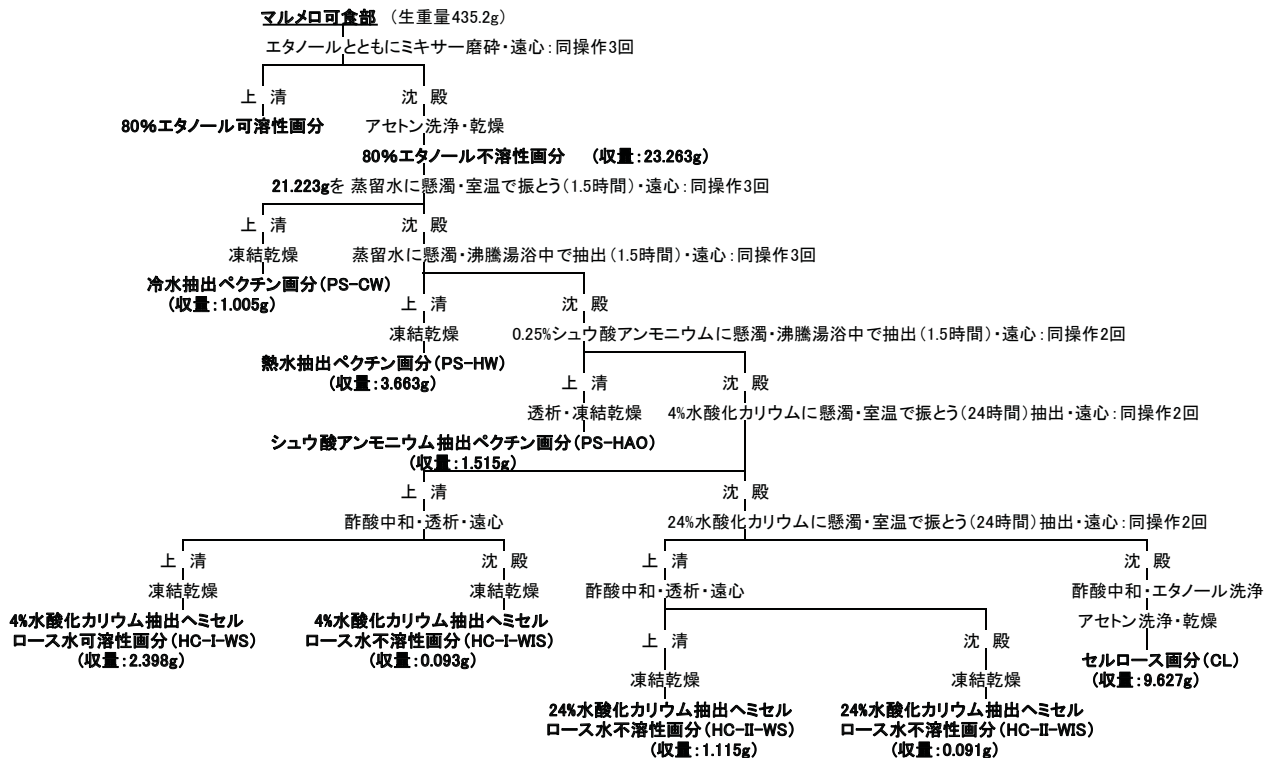 マルメロ可食部 (生重量435.2g)
エタノールとともにミキサー磨砕・遠心:同操作3回
上 清
沈 殿
80%エタノール可溶性画分
アセトン洗浄・乾燥
80%エタノール不溶性画分 (収量:23.263g)
21.223gを 蒸留水に懸濁・室温で振とう(1.5時間)・遠心:同操作3回
上 清
沈 殿
凍結乾燥
蒸留水に懸濁・沸騰湯浴中で抽出(1.5時間)・遠心:同操作3回
冷水抽出ペクチン画分(PS-CW)
(収量:1.005g)
上 清
沈 殿
凍結乾燥
0.25%シュウ酸アンモニウムに懸濁・沸騰湯浴中で抽出(1.5時間)・遠心:同操作2回
熱水抽出ペクチン画分(PS-HW)
(収量:3.663g)
上 清
沈 殿
透析・凍結乾燥
4%水酸化カリウムに懸濁・室温で振とう(24時間)抽出・遠心:同操作2回
シュウ酸アンモニウム抽出ペクチン画分(PS-HAO)
(収量:1.515g)
上 清
沈 殿
酢酸中和・透析・遠心
24%水酸化カリウムに懸濁・室温で振とう(24時間)抽出・遠心:同操作2回
上 清
沈 殿
上 清
沈 殿
凍結乾燥
凍結乾燥
酢酸中和・透析・遠心
酢酸中和・エタノール洗浄
4%水酸化カリウム抽出ヘミセル
ロース水可溶性画分(HC-I-WS)
(収量:2.398g)
4%水酸化カリウム抽出ヘミセル
ロース水不溶性画分(HC-I-WIS)
(収量:0.093g)
アセトン洗浄・乾燥
上 清
沈 殿
セルロース画分(CL)
(収量:9.627g)
凍結乾燥
凍結乾燥
24%水酸化カリウム抽出ヘミセル
ロース水不溶性画分(HC-II-WS)
(収量:1.115g)
24%水酸化カリウム抽出ヘミセル
ロース水不溶性画分(HC-II-WIS)
(収量:0.091g)